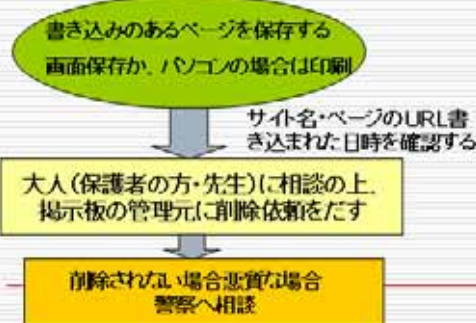 書き込みのあるページを保存する
画面保存か、パソコンの場合は印刷
サイト名・ページのURL書
き込まれた日時を確認する
大人(保護者の方・先生)に相談の上、
掲示板の管理元に削除依頼をだす
削除されない場合悪質な場合
警察へ相談